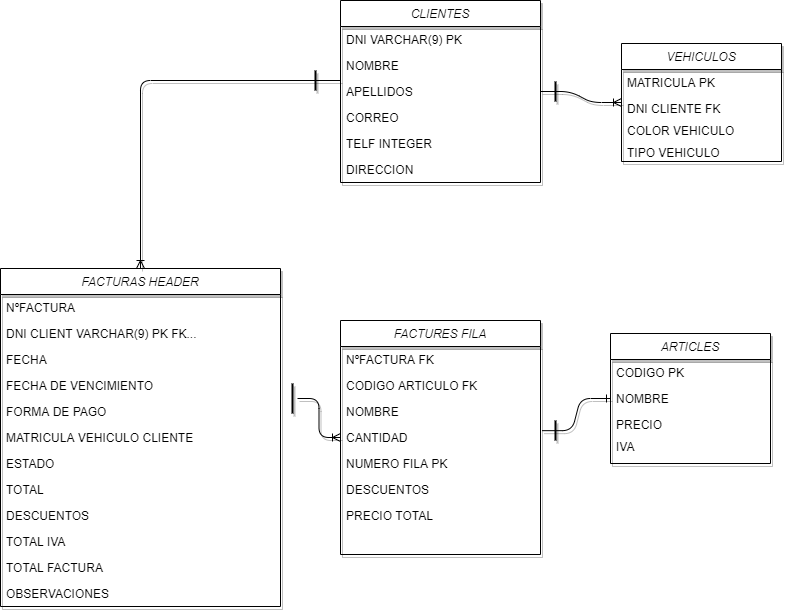 CLIENTES
DNI VARCHAR(9) PK
NOMBRE
APELLIDOS
CORREO
TELF INTEGER
DIRECCION
VEHICULOS
MATRICULA PK
DNI CLIENTE FK
COLOR VEHICULO
TIPO VEHICULO
FACTURAS HEADER
NºFACTURA
DNI CLIENT VARCHAR(9) PK FK...
FECHA
FECHA DE VENCIMIENTO
FORMA DE PAGO
MATRICULA VEHICULO CLIENTE
ESTADO
TOTAL
DESCUENTOS
TOTAL IVA
TOTAL FACTURA
OBSERVACIONES
FACTURES FILA
NºFACTURA FK
CODIGO ARTICULO FK
NOMBRE
CANTIDAD
NUMERO FILA PK
DESCUENTOS
PRECIO TOTAL
ARTICLES
CODIGO PK
NOMBRE
PRECIO
IVA